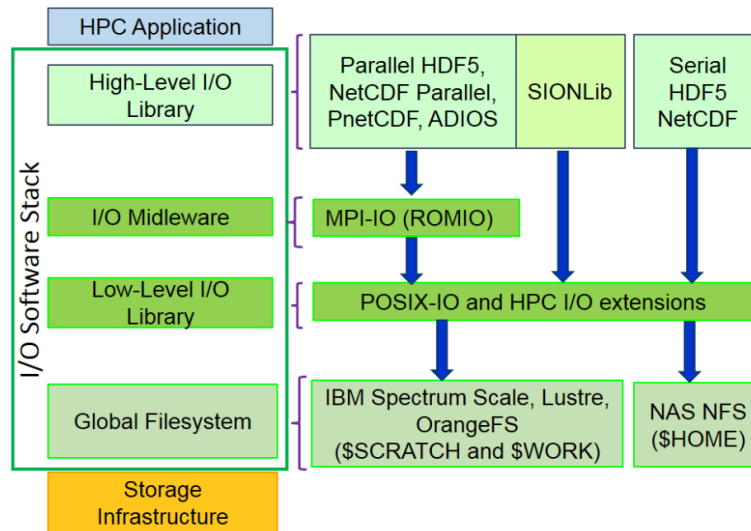 HPC Application
High-Level I/O
Library
Parallel HDF5,
NetCDF Parallel,
PnetCDF, ADIOS
SIONLib
Serial
HDF5
NetCDF
I/O Software Stack
I/O Midleware
MPI-IO (ROMIO)
Low-Level I/O
Library
POSIX-IO and HPC I/O extensions
Global Filesystem
IBM Spectrum Scale, Lustre,
OrangeFS
($SCRATCH and $WORK)
NAS NFS
($HOME)
Storage
Infrastructure